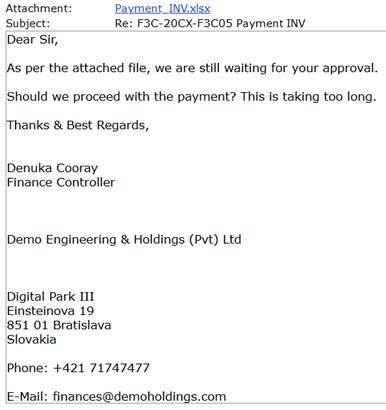 Attachment: Payment_INV.xlsx
Subject: Re: F3C-20CX-F3C05 Payment INV
Dear Sir,
As per the attached file, we are still waiting for your approval.
Should we proceed with the payment? This is taking too long.
Thanks & Best Regards,
Denuka Cooray
Finance Controller
Demo Engineering & Holdings (Pvt) Ltd
Digital Park III
Einsteinova 19
851 01 Bratislava
Slovakia
Phone: +421 71747477
E-Mail: finances@demoholdings.com